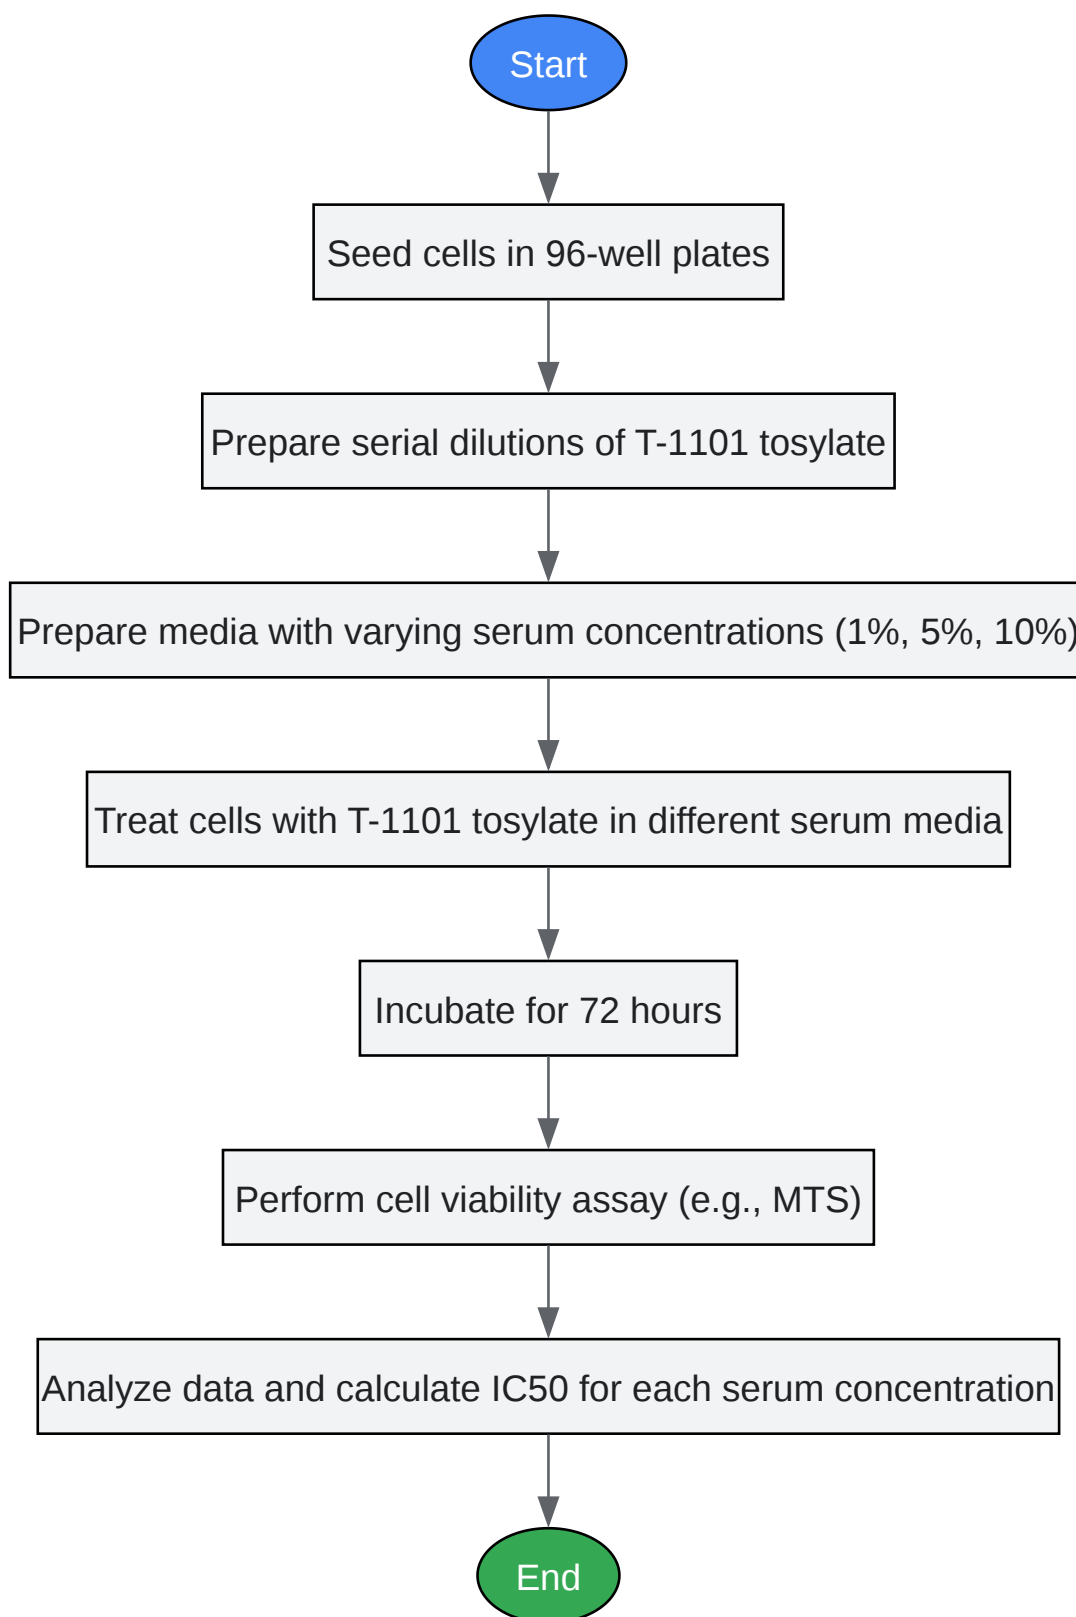 Start
Seed cells in 96-well plates
Prepare serial dilutions of T-1101 tosylate
Prepare media with varying serum concentrations (1%, 5%, 10%)
Treat cells with T-1101 tosylate in different serum media
Incubate for 72 hours
Perform cell viability assay (e.g., MTS)
Analyze data and calculate IC50 for each serum concentration
End